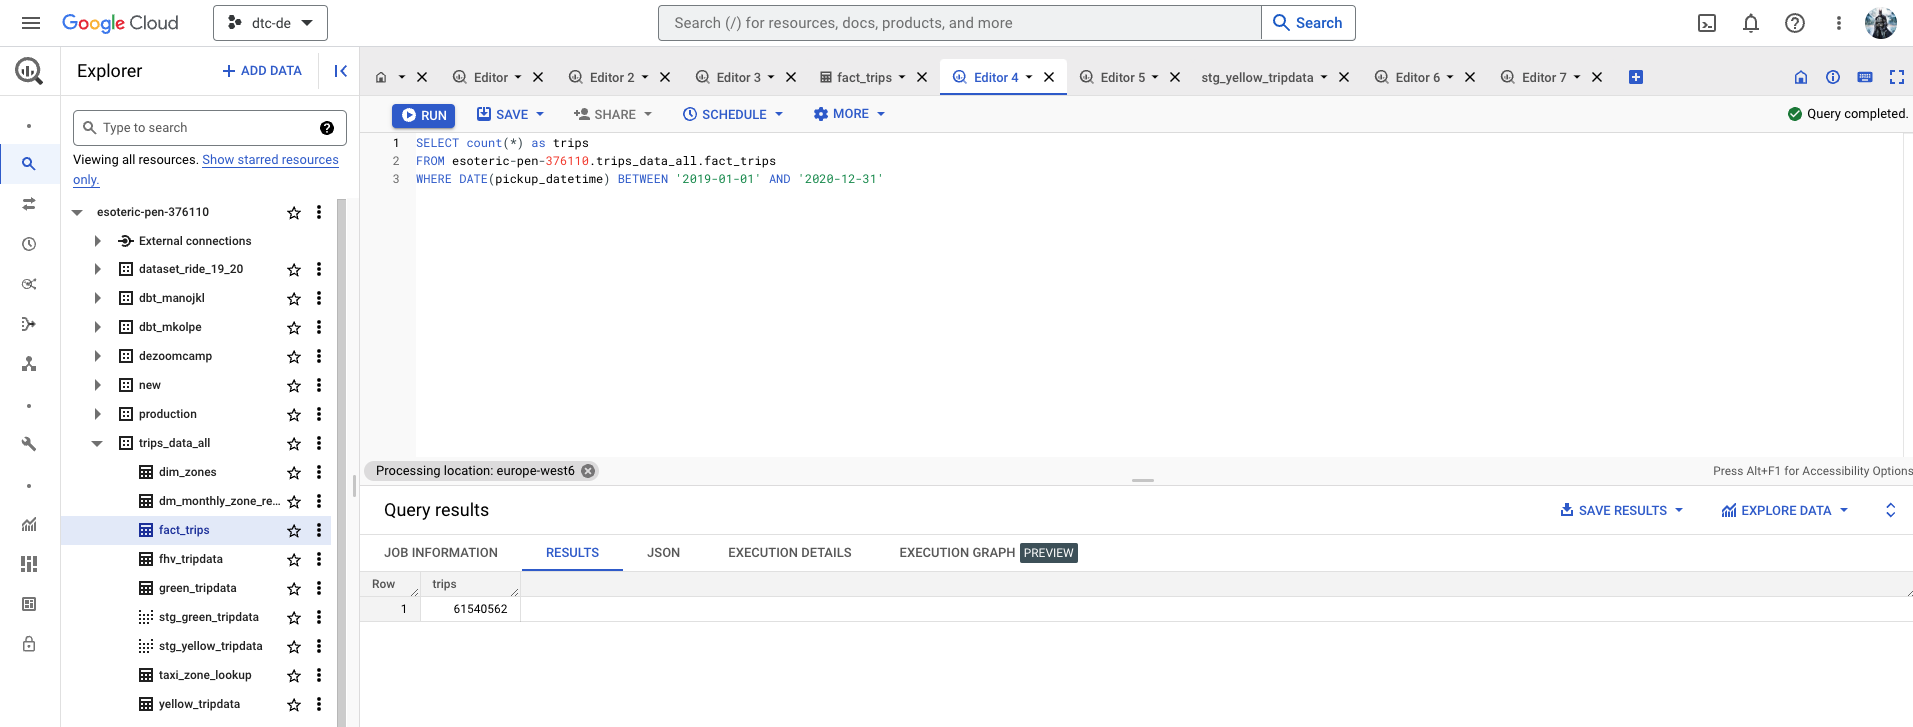 Google Cloud
dtc-de
Search (/) for resources, docs, products, and more
Search
Explorer
ADD DATA
Type to search
Viewing all resources. Show starred resources
only.
esoteric-pen-376110
External connections
dataset_ride_19_20
dbt_manojkl
dbt_mkolpe
dezoomcamp
new
production
trips_data_all
dim_zones
dm_monthly_zone_re...
fact_trips
fhv_tripdata
green_tripdata
stg_green_tripdata
stg_yellow_tripdata
taxi_zone_lookup
yellow_tripdata
Editor
Editor 2
Editor 3
fact_trips
Editor 4
Editor 5
stg_yellow_tripdata
Editor 6
Editor 7
RUN
SAVE
SHARE
SCHEDULE
MORE
Query completed.
1 SELECT count(*) as trips
2 FROM esoteric-pen-376110.trips_data_all.fact_trips
3 WHERE DATE(pickup_datetime) BETWEEN '2019-01-01' AND '2020-12-31'
Processing location: europe-west6
Press Alt+F1 for Accessibility Options
Query results
SAVE RESULTS
EXPLORE DATA
JOB INFORMATION
RESULTS
JSON
EXECUTION DETAILS
EXECUTION GRAPH PREVIEW
Row trips
1 61540562